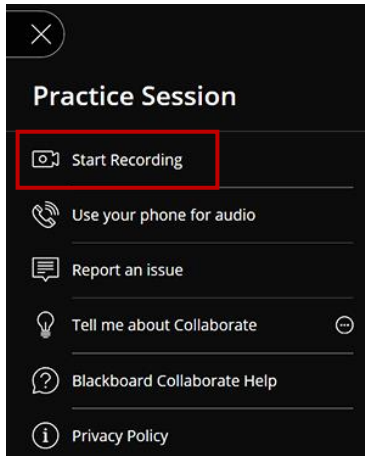 Practice Session
Start Recording
Use your phone for audio
Report an issue
Tell me about Collaborate
Blackboard Collaborate Help
Privacy Policy